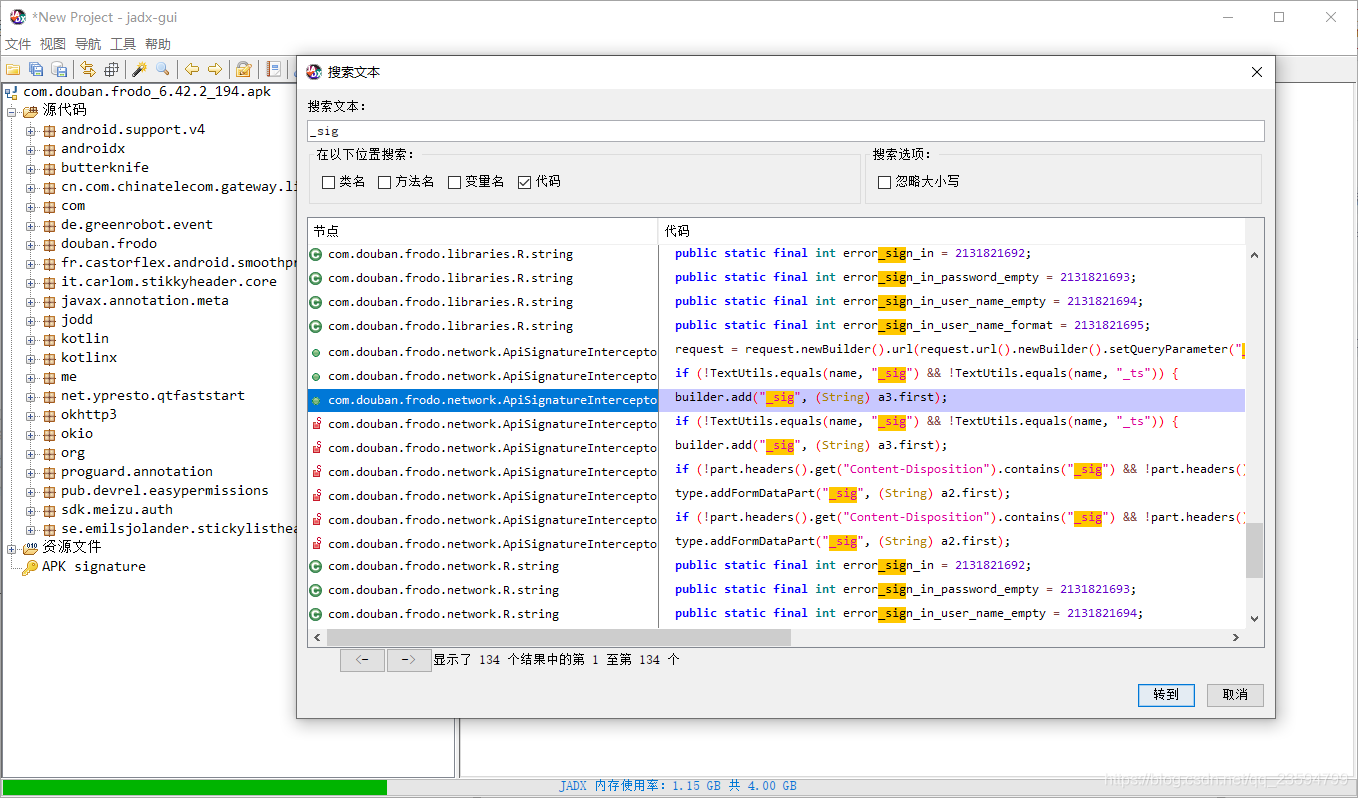 *New Project - jadx-gui
文件 视图 导航 工具 帮助
com.douban.frodo_6.42.2_194.apk
源代码
android.support.v4
androidx
butterknife
cn.com.chinatelecom.gateway.li
com
de.greenrobot.event
douban.frodo
fr.castorflex.android.smoothpr
it.carlom.stikkyheader.core
javax.annotation.meta
jodd
kotlin
kotlinx
me
net.ypresto.qtfaststart
okhttp3
okio
org
proguard.annotation
pub.devrel.easypermissions
sdk.meizu.auth
se.emilsjolander.stickylisthea
资源文件
APK signature
搜索文本
搜索文本:
_sig
在以下位置搜索:
类名 方法名 变量名 代码
搜索选项:
忽略大小写
节点 代码
com.douban.frodo.libraries.R.string public static final int error_sign_in = 2131821692;
com.douban.frodo.libraries.R.string public static final int error_sign_in_password_empty = 2131821693;
com.douban.frodo.libraries.R.string public static final int error_sign_in_user_name_empty = 2131821694;
com.douban.frodo.libraries.R.string public static final int error_sign_in_user_name_format = 2131821695;
com.douban.frodo.network.ApiSignatureIntercepto request = request.newBuilder().url(request.url().newBuilder().setQueryParameter("_
com.douban.frodo.network.ApiSignatureIntercepto if (!TextUtils.equals(name, "_sig") && !TextUtils.equals(name, "_ts")) {
com.douban.frodo.network.ApiSignatureIntercepto builder.add("_sig", (String) a3.first);
com.douban.frodo.network.ApiSignatureIntercepto if (!TextUtils.equals(name, "_sig") && !TextUtils.equals(name, "_ts")) {
com.douban.frodo.network.ApiSignatureIntercepto builder.add("_sig", (String) a3.first);
com.douban.frodo.network.ApiSignatureIntercepto if (!part.headers().get("Content-Disposition").contains("_sig") && !part.headers()
com.douban.frodo.network.ApiSignatureIntercepto type.addFormDataPart("_sig", (String) a2.first);
com.douban.frodo.network.ApiSignatureIntercepto if (!part.headers().get("Content-Disposition").contains("_sig") && !part.headers()
com.douban.frodo.network.ApiSignatureIntercepto type.addFormDataPart("_sig", (String) a2.first);
com.douban.frodo.network.R.string public static final int error_sign_in = 2131821692;
com.douban.frodo.network.R.string public static final int error_sign_in_password_empty = 2131821693;
com.douban.frodo.network.R.string public static final int error_sign_in_user_name_empty = 2131821694;
<- -> 显示了 134 个结果中的第 1 至第 134 个
转到 取消
JADX 内存使用率: 1.15 GB 共 4.00 GB
https://blog.csdn.net/qq_23594799